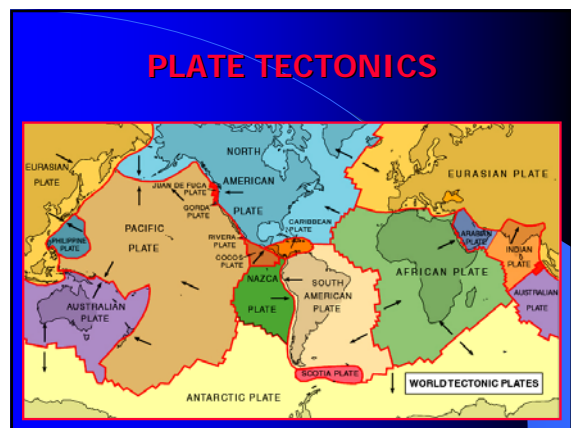 PLATE TECTONICS
EURASIAN
PLATE
NORTH
AMERICAN
PLATE
EURASIAN PLATE
JUAN DE FUCA
PLATE
GORDA
PLATE
PACIFIC
PLATE
PHILIPPINE
PLATE
RIVERA
PLATE
CARIBBEAN
PLATE
COCOS
PLATE
ARABIAN
PLATE
INDIAN
PLATE
NAZCA
PLATE
SOUTH
AMERICAN
PLATE
AFRICAN PLATE
AUSTRALIAN
PLATE
AUSTRALIAN
PLATE
SCOTIA PLATE
WORLD TECTONIC PLATES
ANTARCTIC PLATE